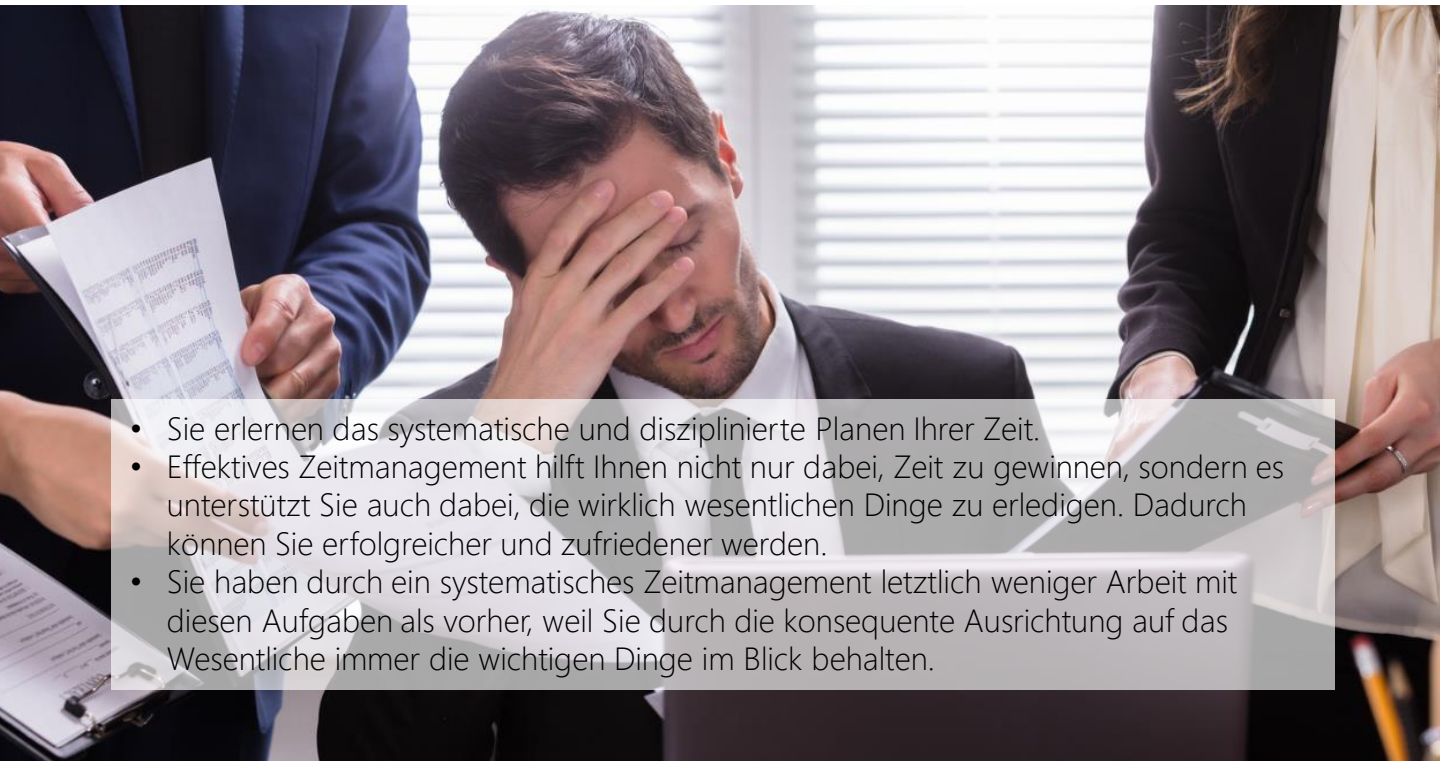 • Sie erlernen das systematische und disziplinierte Planen Ihrer Zeit.
• Effektives Zeitmanagement hilft Ihnen nicht nur dabei, Zeit zu gewinnen, sondern es
unterstützt Sie auch dabei, die wirklich wesentlichen Dinge zu erledigen. Dadurch
können Sie erfolgreicher und zufriedener werden.
• Sie haben durch ein systematisches Zeitmanagement letztlich weniger Arbeit mit
diesen Aufgaben als vorher, weil Sie durch die konsequente Ausrichtung auf das
Wesentliche immer die wichtigen Dinge im Blick behalten.